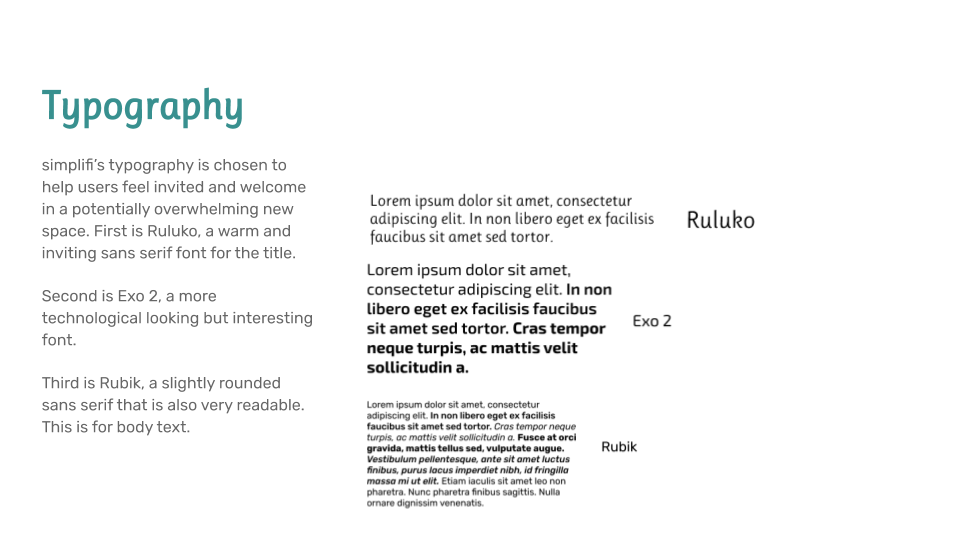 Typography
simplifi's typography is chosen to
help users feel invited and welcome
in a potentially overwhelming new
space. First is Ruluko, a warm and
inviting sans serif font for the title.
Second is Exo 2, a more
technological looking but interesting
font.
Third is Rubik, a slightly rounded
sans serif that is also very readable.
This is for body text.
Lorem ipsum dolor sit amet, consectetur
adipiscing elit. In non libero eget ex facilisis
faucibus sit amet sed tortor.
Ruluko
Lorem ipsum dolor sit amet,
consectetur adipiscing elit. In non
libero eget ex facilisis faucibus
sit amet sed tortor. Cras tempor
neque turpis, ac mattis velit
sollicitudin a.
Exo 2
Lorem ipsum dolor sit amet, consectetur
adipiscing elit. In non libero eget ex facilisis
faucibus sit amet sed tortor. Cras tempor neque
turpis, ac mattis velit sollicitudin a. Fusce at orci
gravida, mattis tellus sed, vulputate augue.
Vestibulum pellentesque, ante sit amet luctus
finibus, purus lacus imperdiet nibh, id fringilla
massa mi ut elit. Etiam iaculis sit amet leo non
pharetra. Nunc pharetra finibus sagittis. Nulla
ornare dignissim venenatis.
Rubik